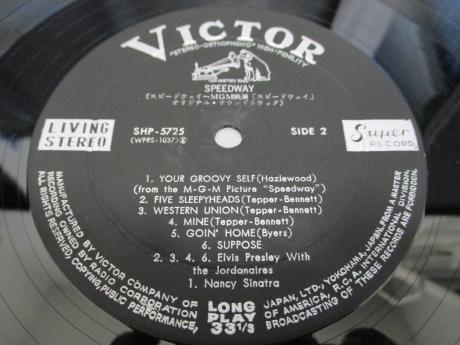 VICTOR
"STEREO-ORTHOPHONIC" HIGH FIDELITY
SPEEDWAY
(スピードウェイ〜MGM映画「スピードウェイ」
オリジナル・サウンドトラック)
LIVING
STEREO
SHP-5725
(WPRS-1037)
SIDE 2
Super
RECORD
1. YOUR GROOVY SELF(Hazlewood)
(from the M-G-M Picture "Speedway")
2. FIVE SLEEPYHEADS(Tepper-Bennett)
3. WESTERN UNION(Tepper-Bennett)
4. MINE(Tepper-Bennett)
5. GOIN' HOME(Byers)
6. SUPPOSE
2. 3. 4. 6. Elvis Presley With
the Jordonaires
1. Nancy Sinatra
LONG
PLAY
33 1/3
MANUFACTURED BY VICTOR COMPANY OF JAPAN, LTD., YOKOHAMA, JAPAN, FROM A MASTER
RECORDING OWNED BY RADIO CORPORATION OF AMERICA. R.C.A. INTERNATIONAL DIVISION.
ALL RIGHTS RESERVED, COPYING, PUBLIC PERFORMANCE, BROADCASTING OF THESE RECORDS FORBIDDEN.